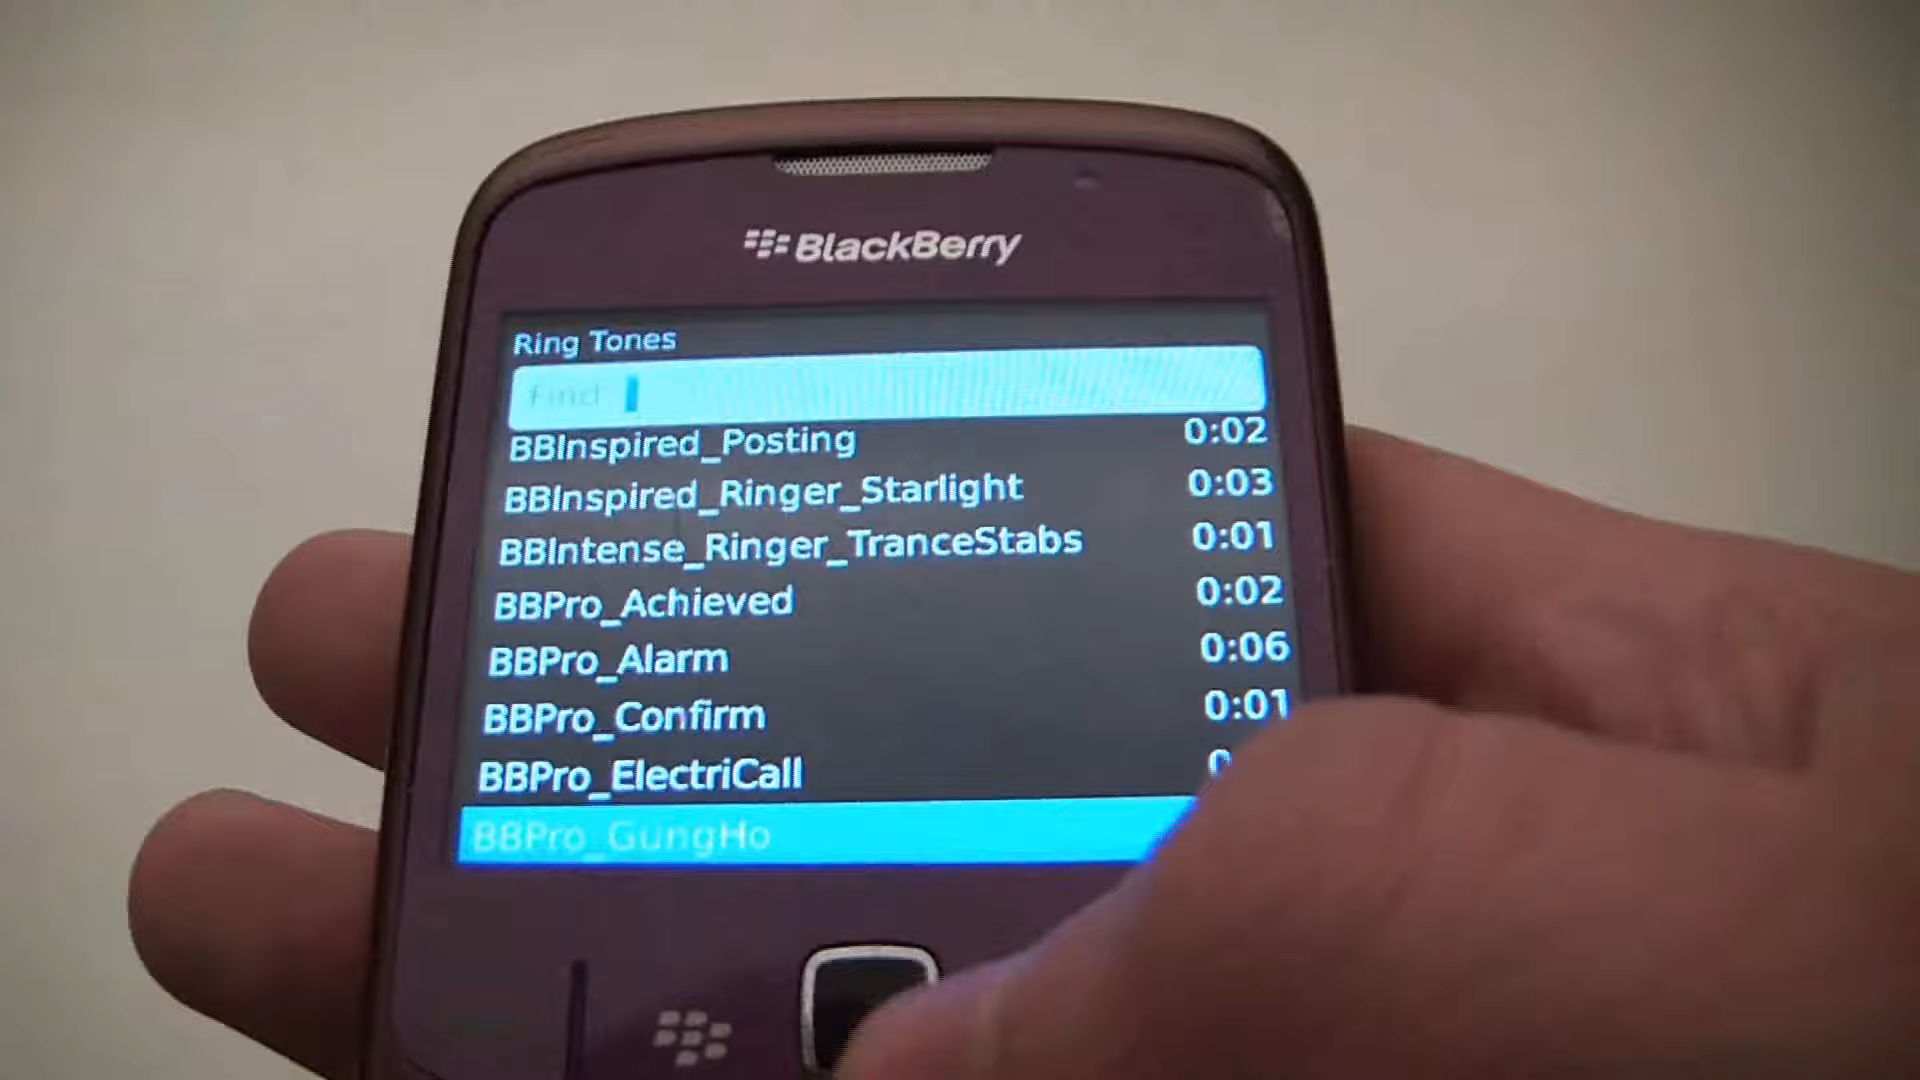 BlackBerry
Ring Tones
Find
BBInspired_Posting 0:02
BBInspired_Ringer_Starlight 0:03
BBIntense_Ringer_TranceStabs 0:01
BBPro_Achieved 0:02
BBPro_Alarm 0:06
BBPro_Confirm 0:01
BBPro_ElectriCall
BBPro_GungHo